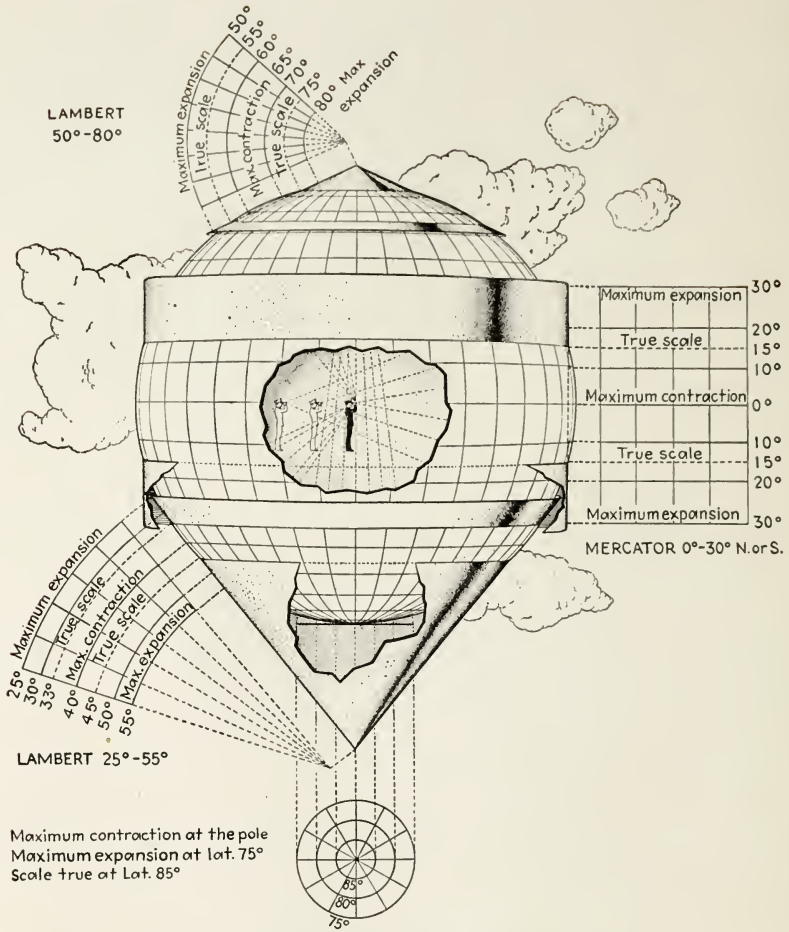 LAMBERT
50°-80°
50°
55°
60°
65°
70°
75°
80° Max
expansion
Maximum expansion
True scale
Max. contraction
True scale
30°
Maximum expansion
20°
True scale
15°
10°
Maximum contraction
0°
10°
True scale
15°
20°
Maximum expansion
30°
MERCATOR 0°-30° N. or S.
Maximum expansion
True scale
Max. contraction
True scale
Max. expansion
25°
30°
33°
40°
45°
50°
55°
LAMBERT 25°-55°
Maximum contraction at the pole
Maximum expansion at lat. 75°
Scale true at Lat. 85°
85°
80°
75°